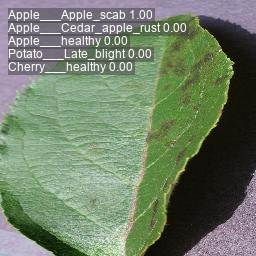 Apple___Apple_scab 1.00
Apple___Cedar_apple_rust 0.00
Apple___healthy 0.00
Potato___Late_blight 0.00
Cherry___healthy 0.00